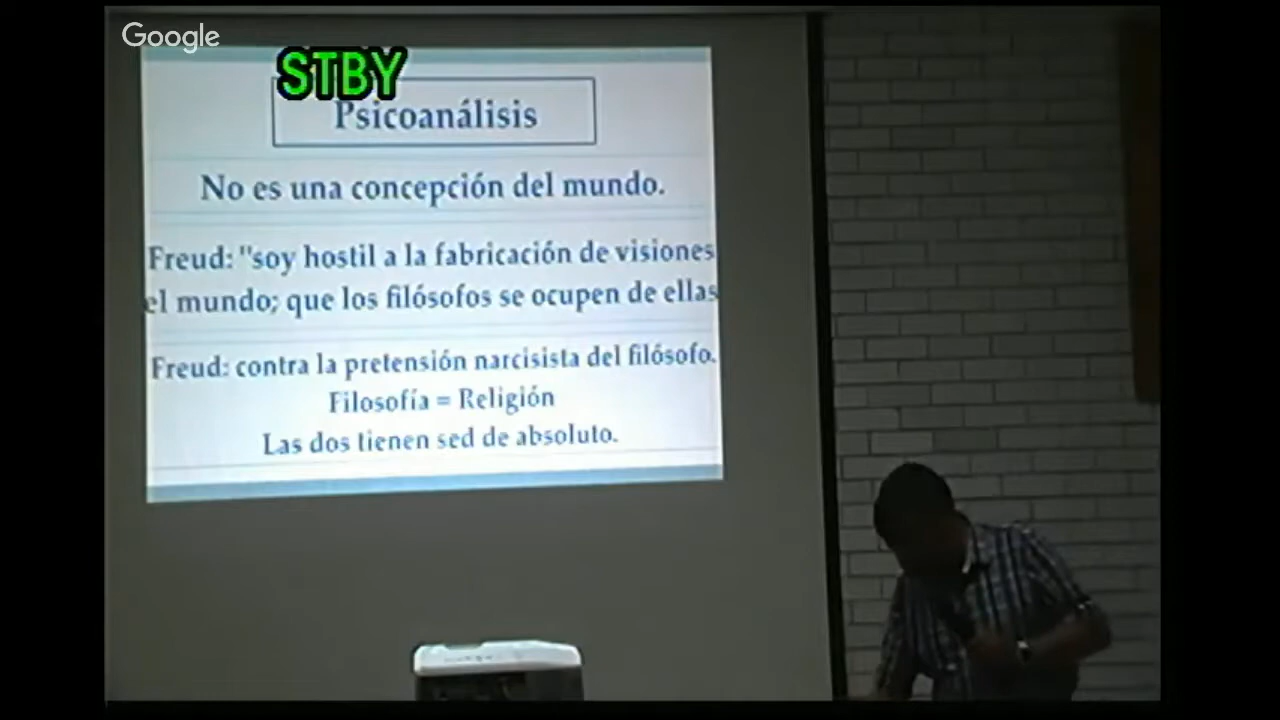 Google
STBY
Psicoanálisis
No es una concepción del mundo.
Freud: "soy hostil a la fabricación de visiones
el mundo; que los filósofos se ocupen de ellas
Freud: contra la pretensión narcisista del filósofo.
Filosofía = Religión
Las dos tienen sed de absoluto.